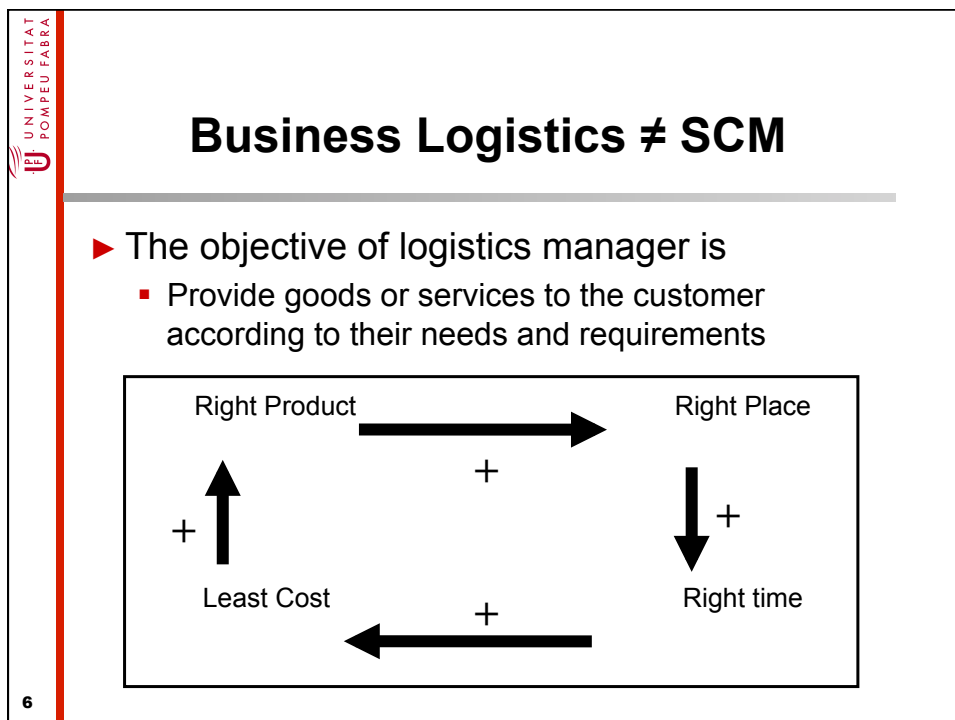 UNIVERSITAT
POMPEU FABRA
UPF
Business Logistics ≠ SCM
► The objective of logistics manager is
▪ Provide goods or services to the customer
according to their needs and requirements
Right Product
Right Place
+
+
+
Least Cost
+
Right time
6